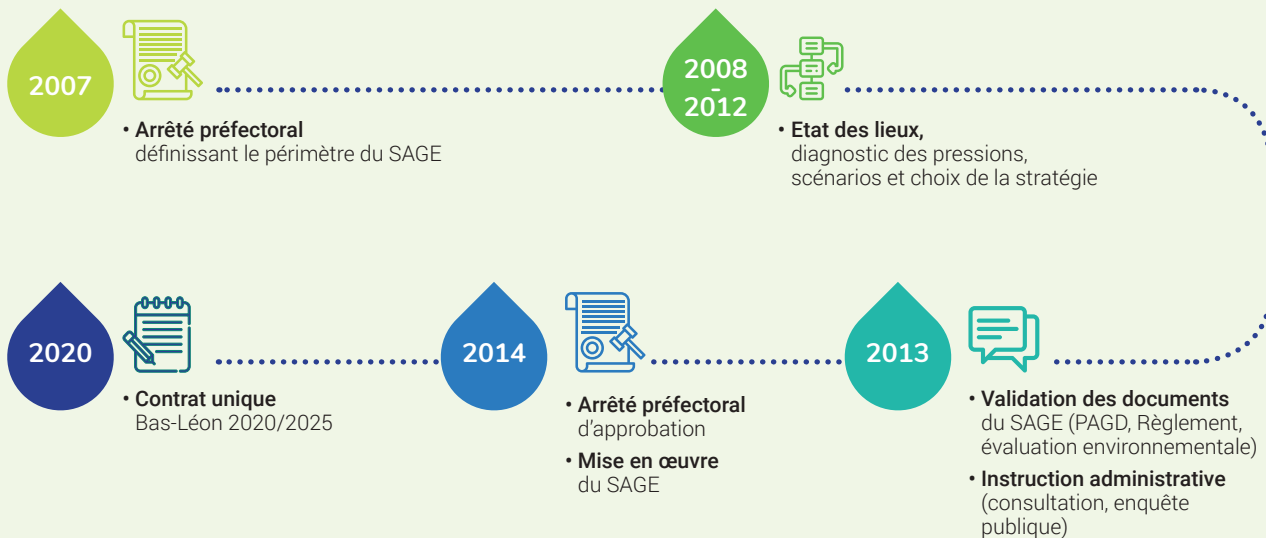 2007
• Arrêté préfectoral
définissant le périmètre du SAGE
2008
-
2012
• Etat des lieux,
diagnostic des pressions,
scénarios et choix de la stratégie
2013
• Validation des documents
du SAGE (PAGD, Règlement,
évaluation environnementale)
• Instruction administrative
(consultation, enquête
publique)
2014
• Arrêté préfectoral
d'approbation
• Mise en œuvre
du SAGE
2020
• Contrat unique
Bas-Léon 2020/2025